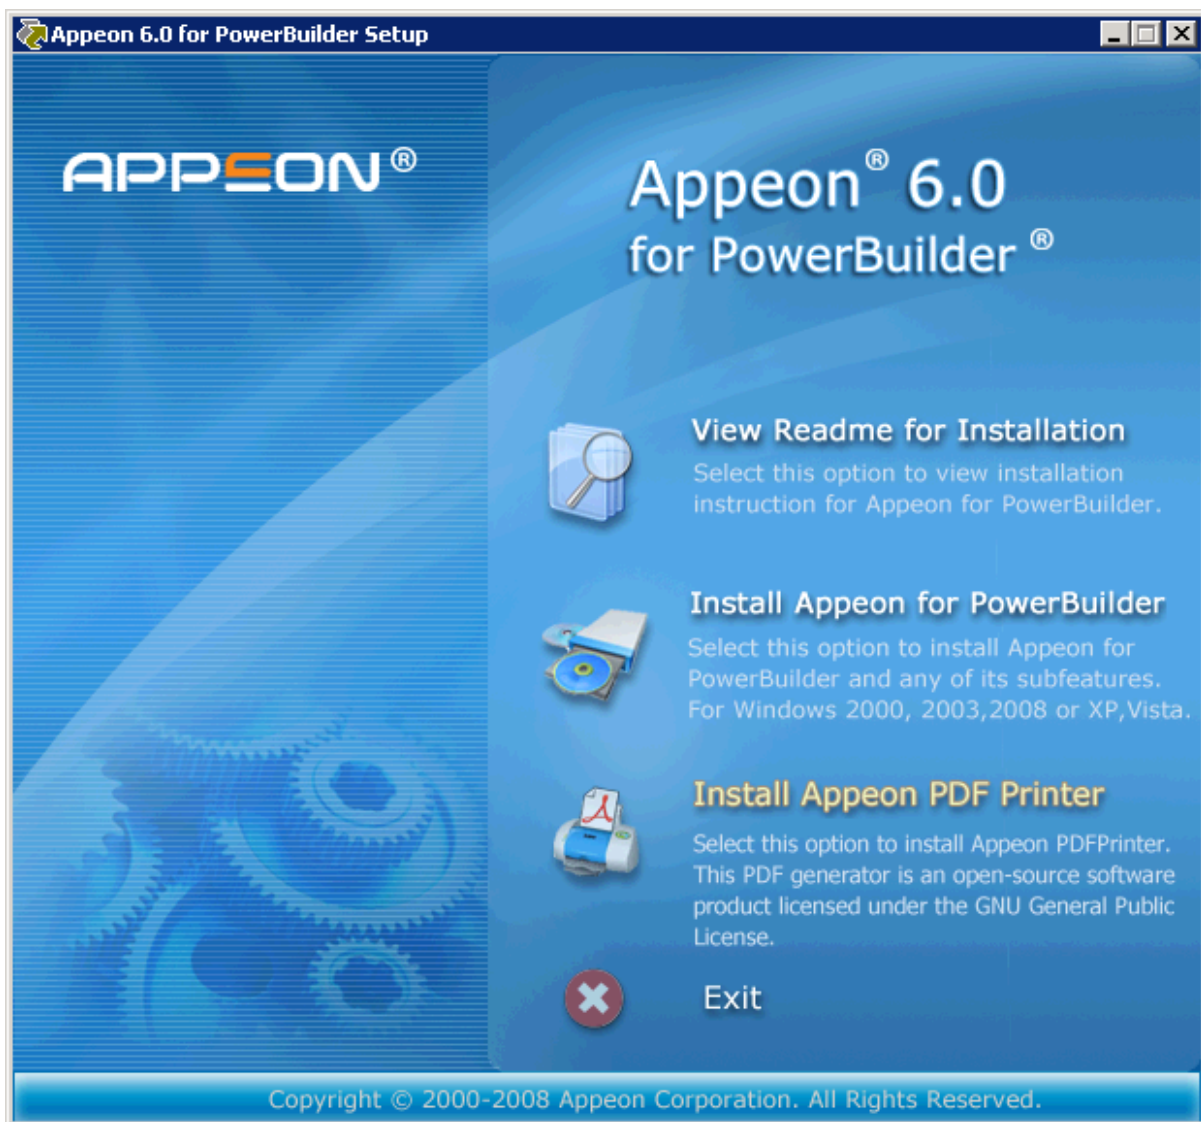 Appeon 6.0 for PowerBuilder Setup
APPEON®
Appeon® 6.0
for PowerBuilder®
View Readme for Installation
Select this option to view installation
instruction for Appeon for PowerBuilder.
Install Appeon for PowerBuilder
Select this option to install Appeon for
PowerBuilder and any of its subfeatures.
For Windows 2000, 2003,2008 or XP,Vista.
Install Appeon PDF Printer
Select this option to install Appeon PDFPrinter.
This PDF generator is an open-source software
product licensed under the GNU General Public
License.
Exit
Copyright © 2000-2008 Appeon Corporation. All Rights Reserved.